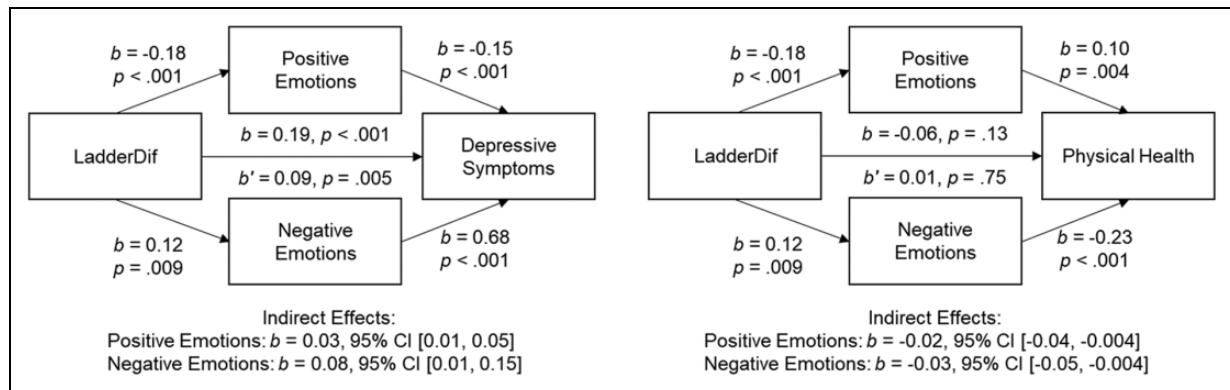 b = -0.18
p < .001
Positive
Emotions
b = -0.15
p < .001
LadderDif
b = 0.19, p < .001
b' = 0.09, p = .005
Depressive
Symptoms
b = 0.12
p = .009
Negative
Emotions
b = 0.68
p < .001
Indirect Effects:
Positive Emotions: b = 0.03, 95% CI [0.01, 0.05]
Negative Emotions: b = 0.08, 95% CI [0.01, 0.15]
b = -0.18
p < .001
Positive
Emotions
b = 0.10
p = .004
LadderDif
b = -0.06, p = .13
b' = 0.01, p = .75
Physical Health
b = 0.12
p = .009
Negative
Emotions
b = -0.23
p < .001
Indirect Effects:
Positive Emotions: b = -0.02, 95% CI [-0.04, -0.004]
Negative Emotions: b = -0.03, 95% CI [-0.05, -0.004]